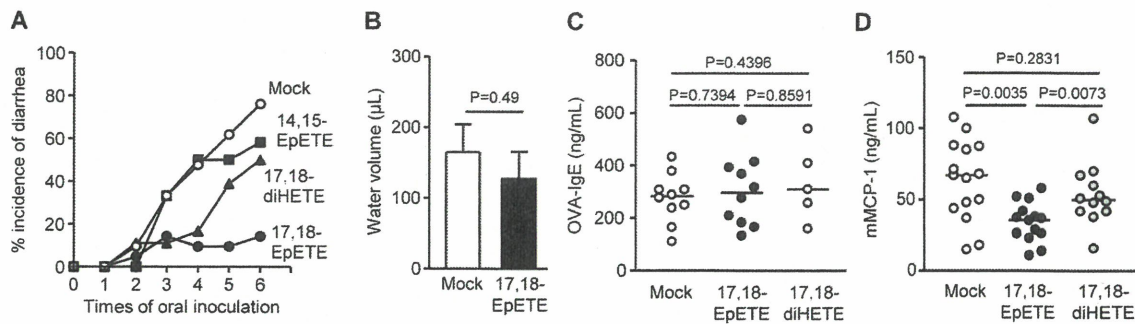 A
% incidence of diarrhea
100
80
60
40
20
0
0 1 2 3 4 5 6
Times of oral inoculation
Mock
14,15-
EpETE
17,18-
diHETE
17,18-
EpETE
B
Water volume (µL)
300
200
100
0
P=0.49
Mock
17,18-
EpETE
C
OVA-IgE (ng/mL)
800
600
400
200
0
P=0.4396
P=0.7394 P=0.8591
Mock
17,18-
EpETE
17,18-
diHETE
D
mMCP-1 (ng/mL)
150
100
50
0
P=0.2831
P=0.0035 P=0.0073
Mock
17,18-
EpETE
17,18-
diHETE